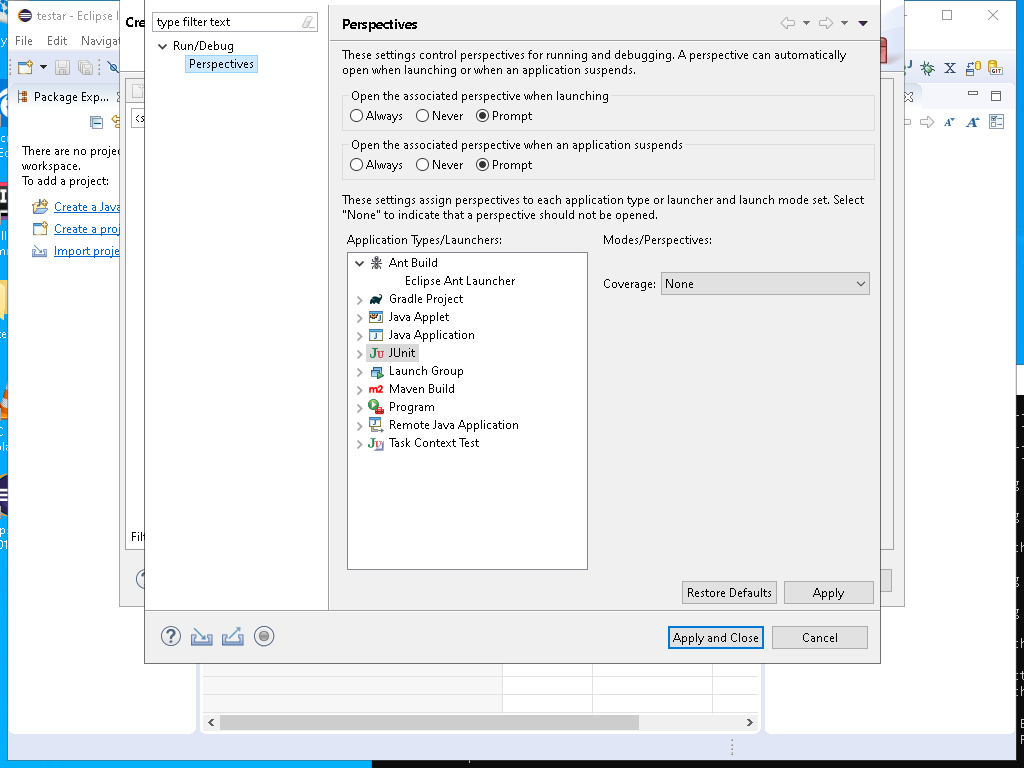 testar - Eclipse I
Cre
File Edit Navigat
type filter text
Run/Debug
Perspectives
Perspectives
These settings control perspectives for running and debugging. A perspective can automatically
open when launching or when an application suspends.
Open the associated perspective when launching
Always Never Prompt
Open the associated perspective when an application suspends
Always Never Prompt
These settings assign perspectives to each application type or launcher and launch mode set. Select
"None" to indicate that a perspective should not be opened.
Application Types/Launchers:
Modes/Perspectives:
Ant Build
Eclipse Ant Launcher
Gradle Project
Java Applet
Java Application
JUnit
Launch Group
Maven Build
Program
Remote Java Application
Task Context Test
Coverage: None
Restore Defaults Apply
Apply and Close Cancel
Package Exp...
There are no projec
workspace.
To add a project:
Create a Java
Create a proj
Import proje
Filt